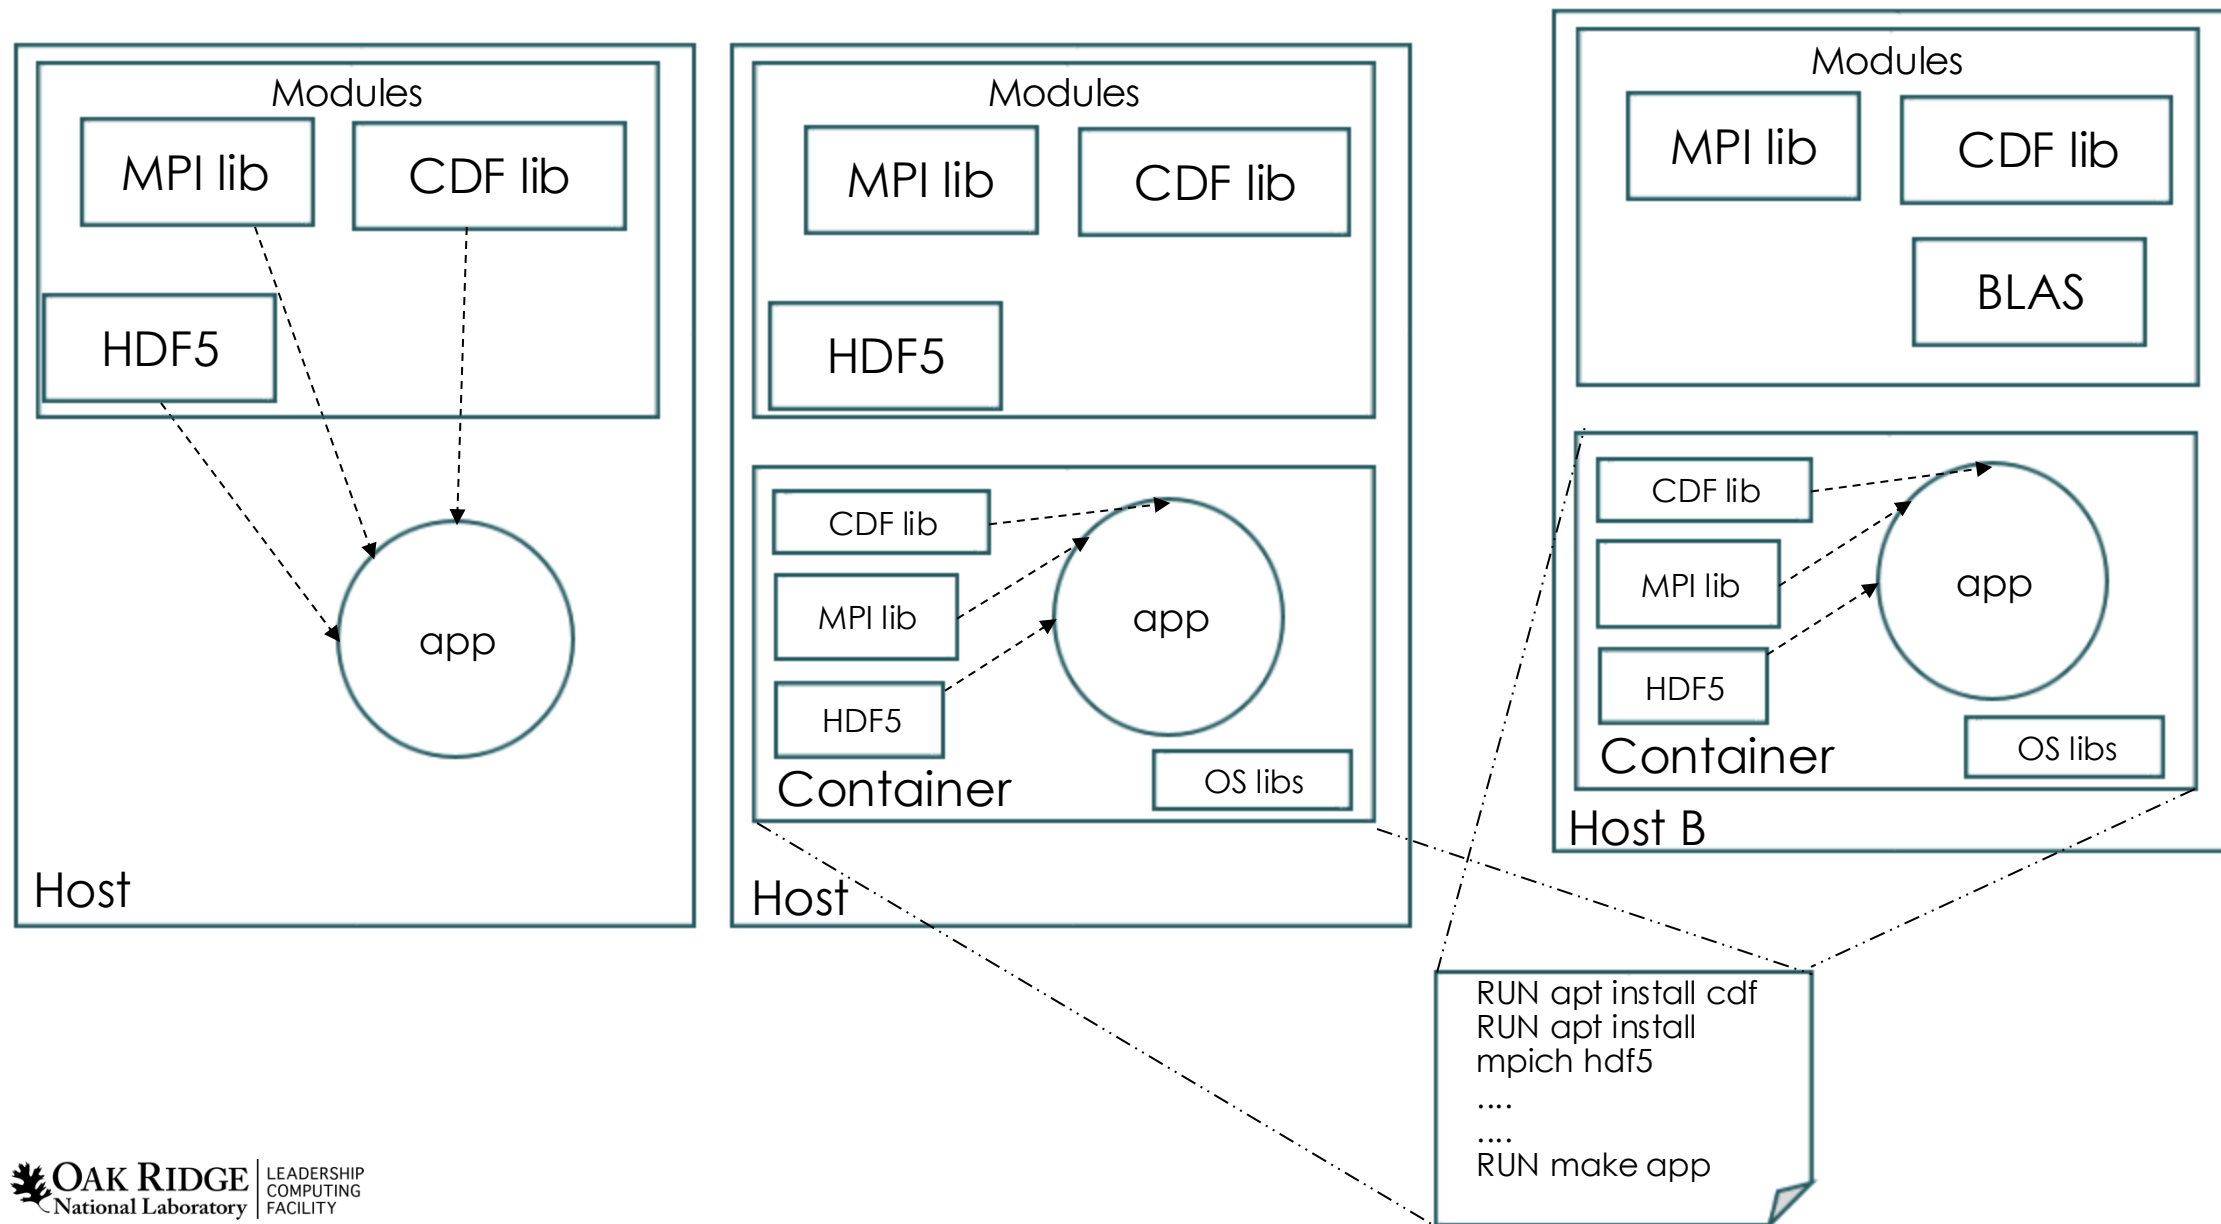 Modules
MPI lib
CDF lib
HDF5
app
Host
Modules
MPI lib
CDF lib
HDF5
CDF lib
MPI lib
HDF5
app
Container
OS libs
Host
Modules
MPI lib
CDF lib
BLAS
CDF lib
MPI lib
HDF5
app
Container
OS libs
Host B
RUN apt install cdf
RUN apt install
mpich hdf5
....
....
RUN make app
OAK RIDGE
National Laboratory
LEADERSHIP
COMPUTING
FACILITY